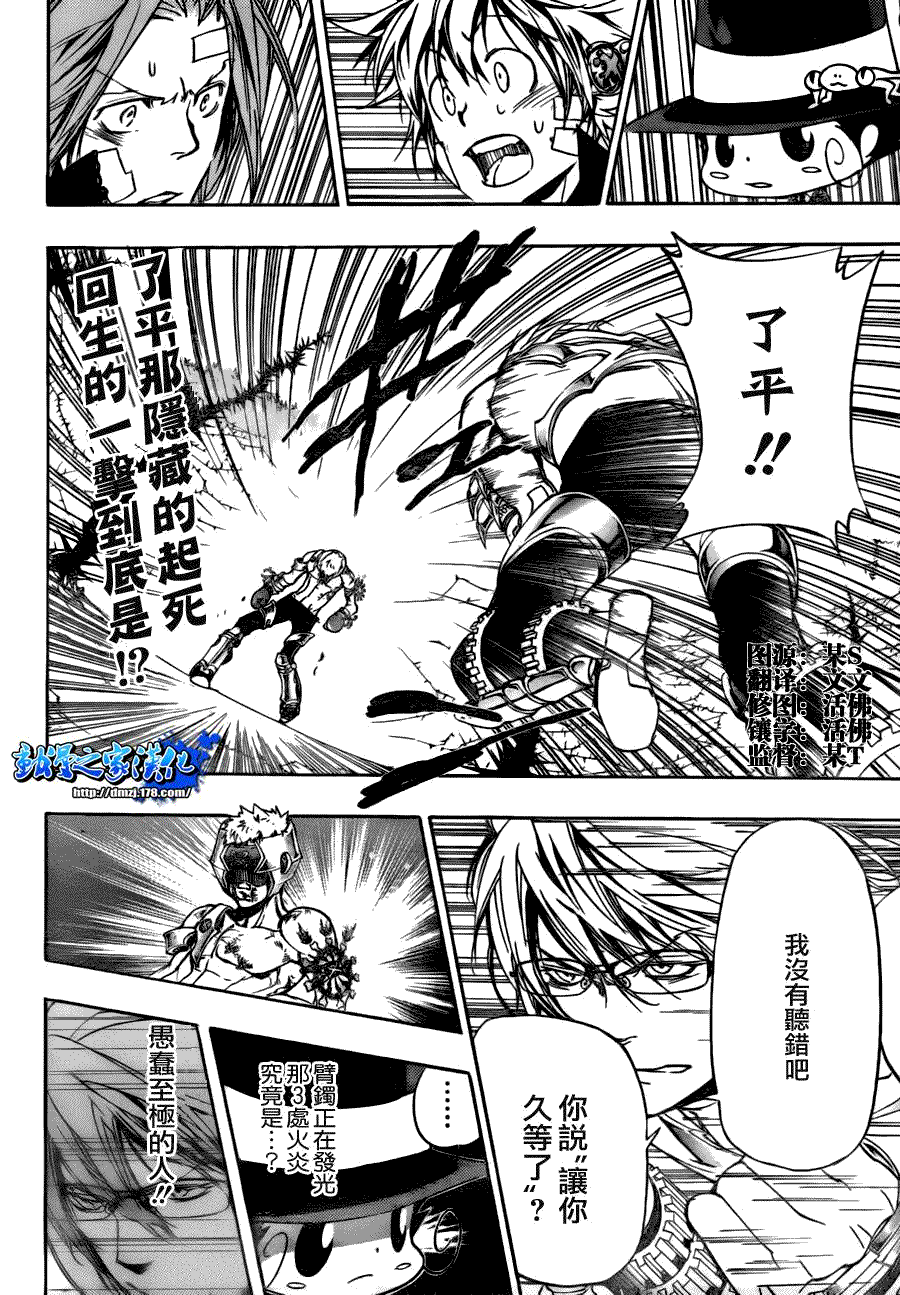 了平!!
了平那隱藏的起死
回生的一擊到底是!?
图源：某S
翻译：文文
修图：活佛
镶字：活佛
监督：某T
動漫之家漢化
http://dmzj.178.com/
我沒有聽錯吧
你說"讓你
久等了"?
……
臂鐲正在發光
那3處火炎
究竟是…?
愚蠢至極的人!!